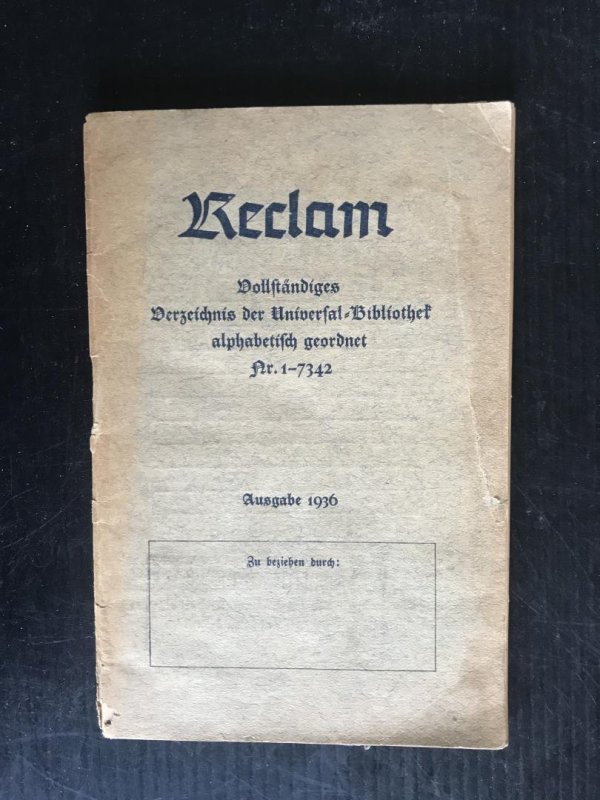 Reclam
Vollständiges
Verzeichnis der Universal-Bibliothek
alphabetisch geordnet
Nr. 1-7342
Ausgabe 1936
Zu beziehen durch: